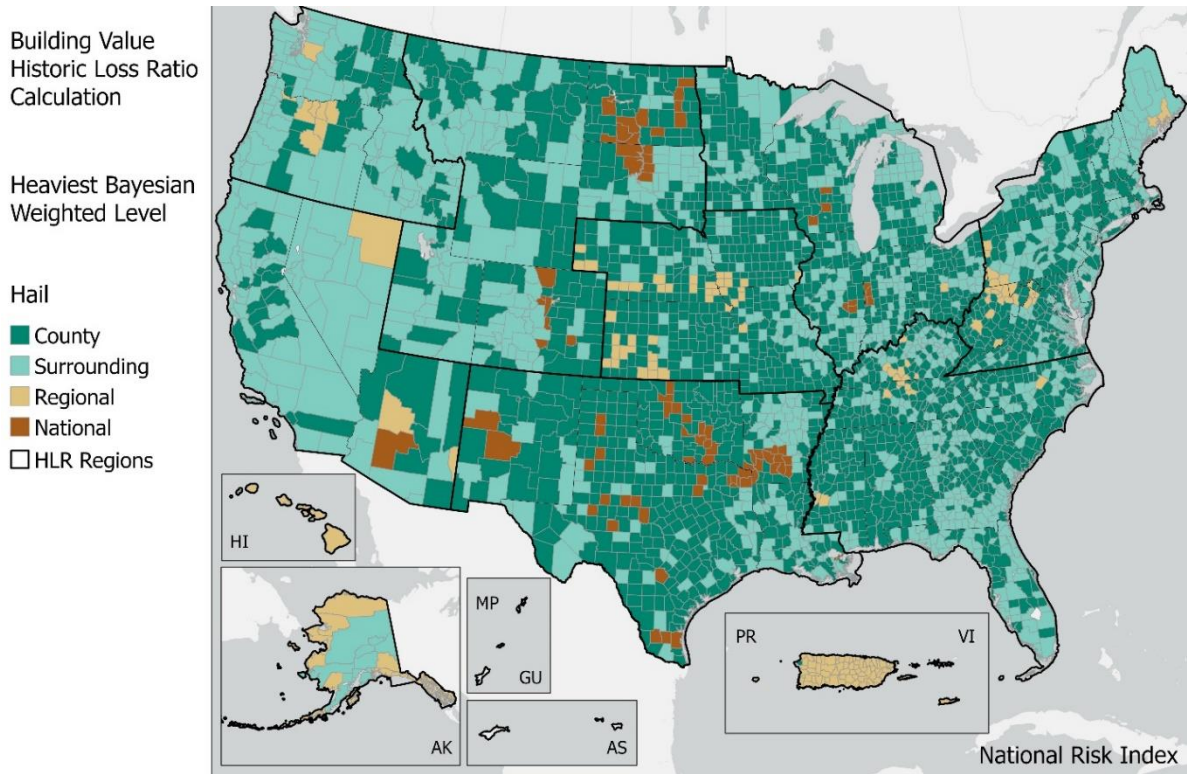 Building Value
Historic Loss Ratio
Calculation
Heaviest Bayesian
Weighted Level
Hail
County
Surrounding
Regional
National
HLR Regions
HI
AK
MP
GU
AS
PR
VI
National Risk Index